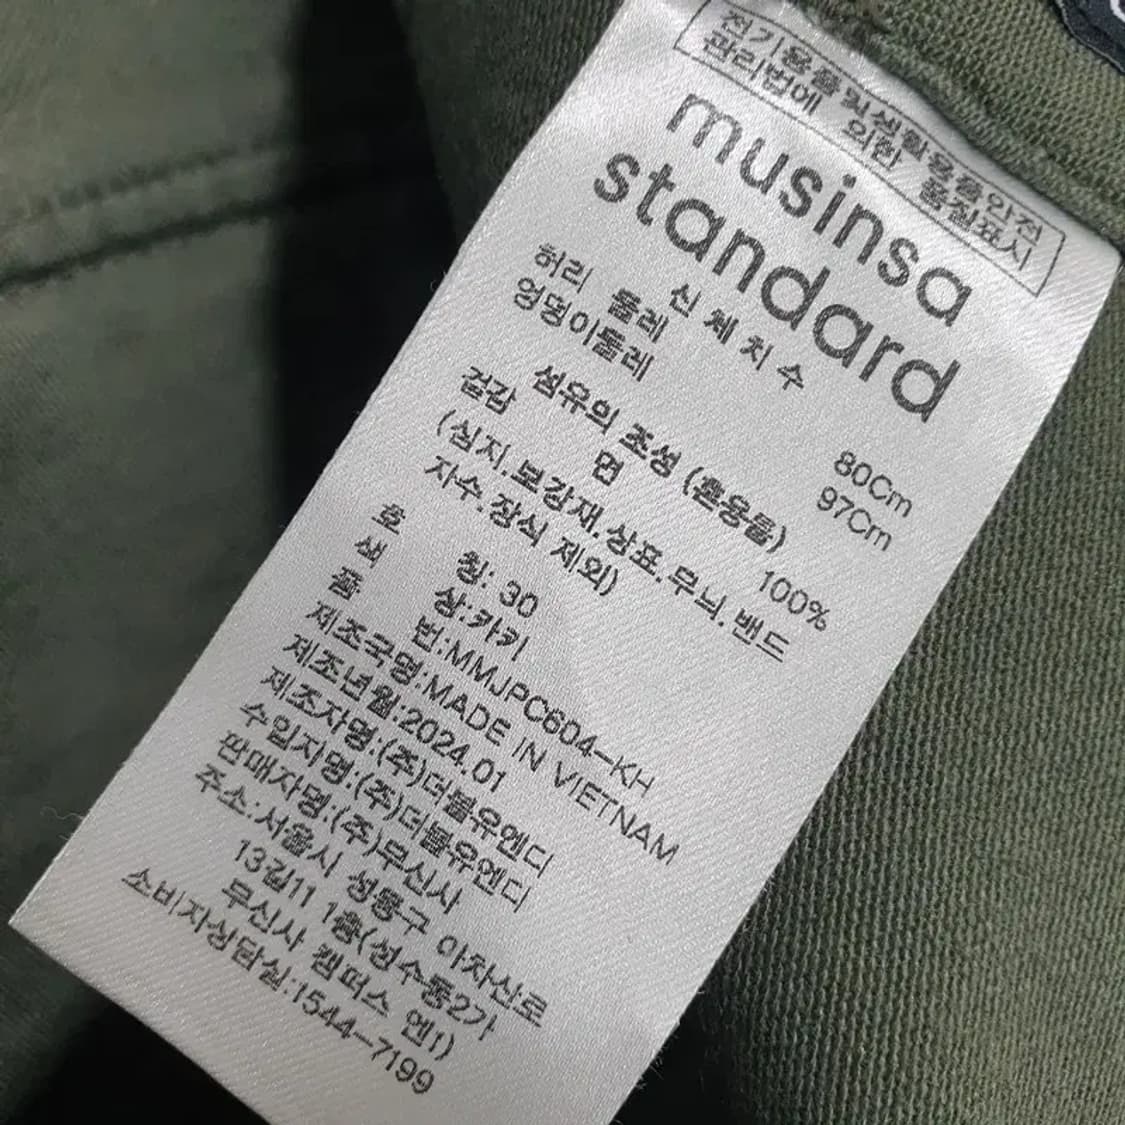 전기용품 및 생활용품안전
관리법에 의한 품질표시
musinsa
standard
신 체 치 수
허리 둘레 80Cm
엉덩이둘레 97Cm
섬유의 조성 (혼용률)
겉감 면 100%
(심지.보강재.상표.무늬.밴드
자수.장식 제외)
호 칭: 30
색 상:카키
품 번:MMJPC604-KH
제조국명:MADE IN VIETNAM
제조년월:2024.01
제조자명:(주)더블유엔디
수입자명:(주)더블유엔디
판매자명:(주)무신사
주소:서울시 성동구 아차산로
13길11 1층(성수동2가
무신사 캠퍼스 엔1)
소비자상담실:1544-7199